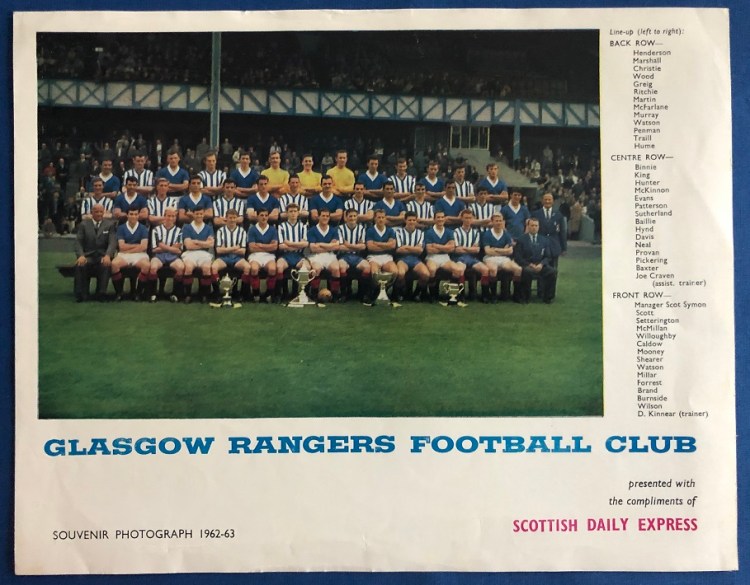 Line-up (left to right):
BACK ROW—
Henderson
Marshall
Christie
Wood
Greig
Ritchie
Martin
McFarlane
Murray
Watson
Penman
Traill
Hume
CENTRE ROW—
Binnie
King
Hunter
McKinnon
Evans
Patterson
Sutherland
Baillie
Hynd
Davis
Neal
Provan
Pickering
Baxter
Joe Craven
(assist. trainer)
FRONT ROW—
Manager Scot Symon
Scott
Setterington
McMillan
Willoughby
Caldow
Mooney
Shearer
Watson
Millar
Forrest
Brand
Burnside
Wilson
D. Kinnear (trainer)
GLASGOW RANGERS FOOTBALL CLUB
presented with
the compliments of
SCOTTISH DAILY EXPRESS
SOUVENIR PHOTOGRAPH 1962-63